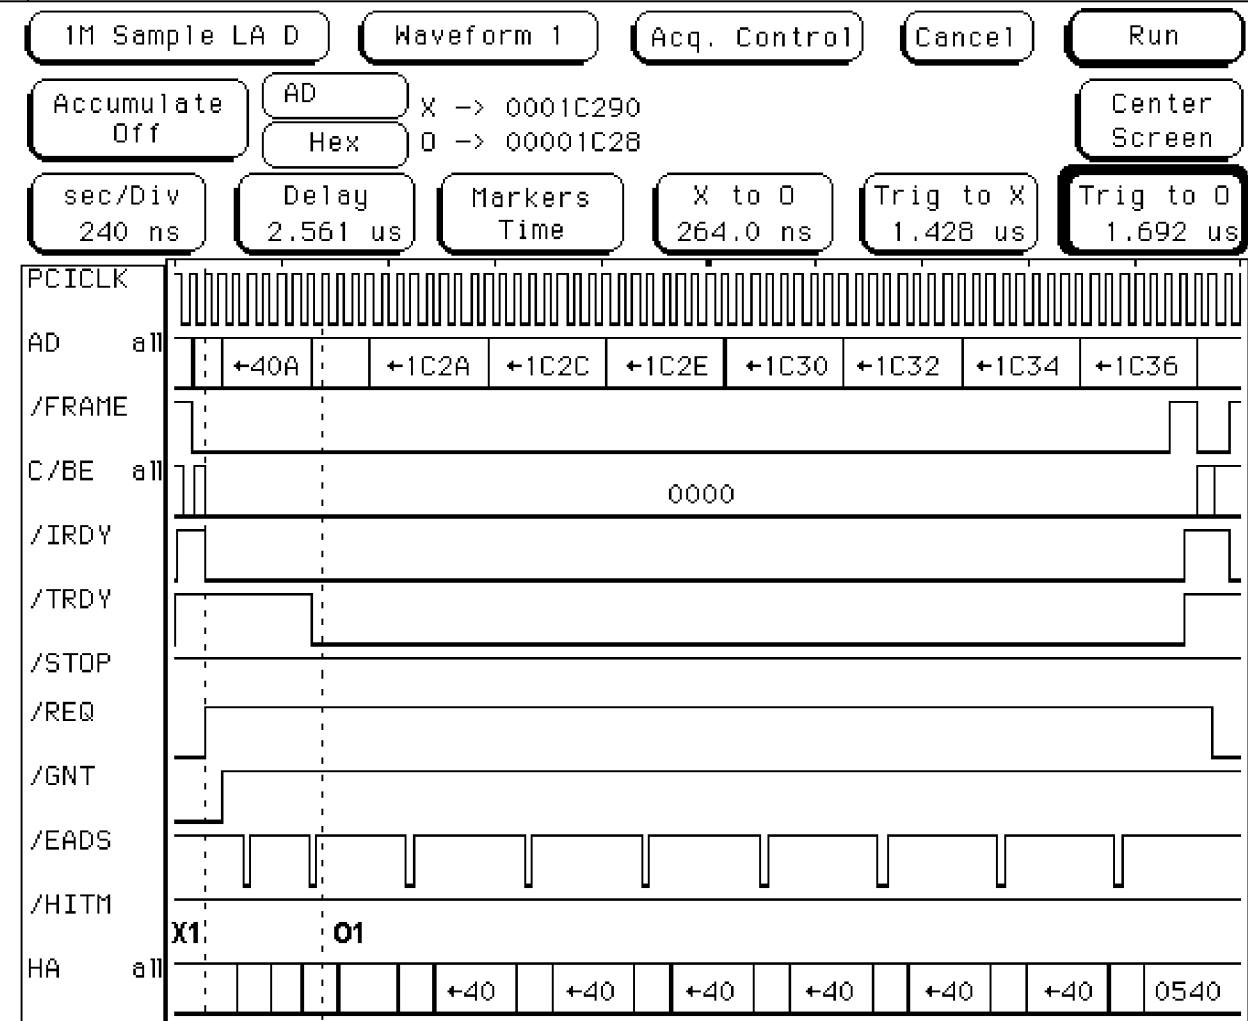 1M Sample LA D Waveform 1 Acq. Control Cancel Run
Accumulate Off AD X -> 0001C290 Center Screen
Hex O -> 00001C28
sec/Div Delay Markers X to O Trig to X Trig to O
240 ns 2.561 us Time 264.0 ns 1.428 us 1.692 us
PCICLK
AD all ←40A ←1C2A ←1C2C ←1C2E ←1C30 ←1C32 ←1C34 ←1C36
/FRAME
C/BE all 0000
/IRDY
/TRDY
/STOP
/REQ
/GNT
/EADS
/HITM
X1 O1
HA all ←40 ←40 ←40 ←40 ←40 ←40 0540